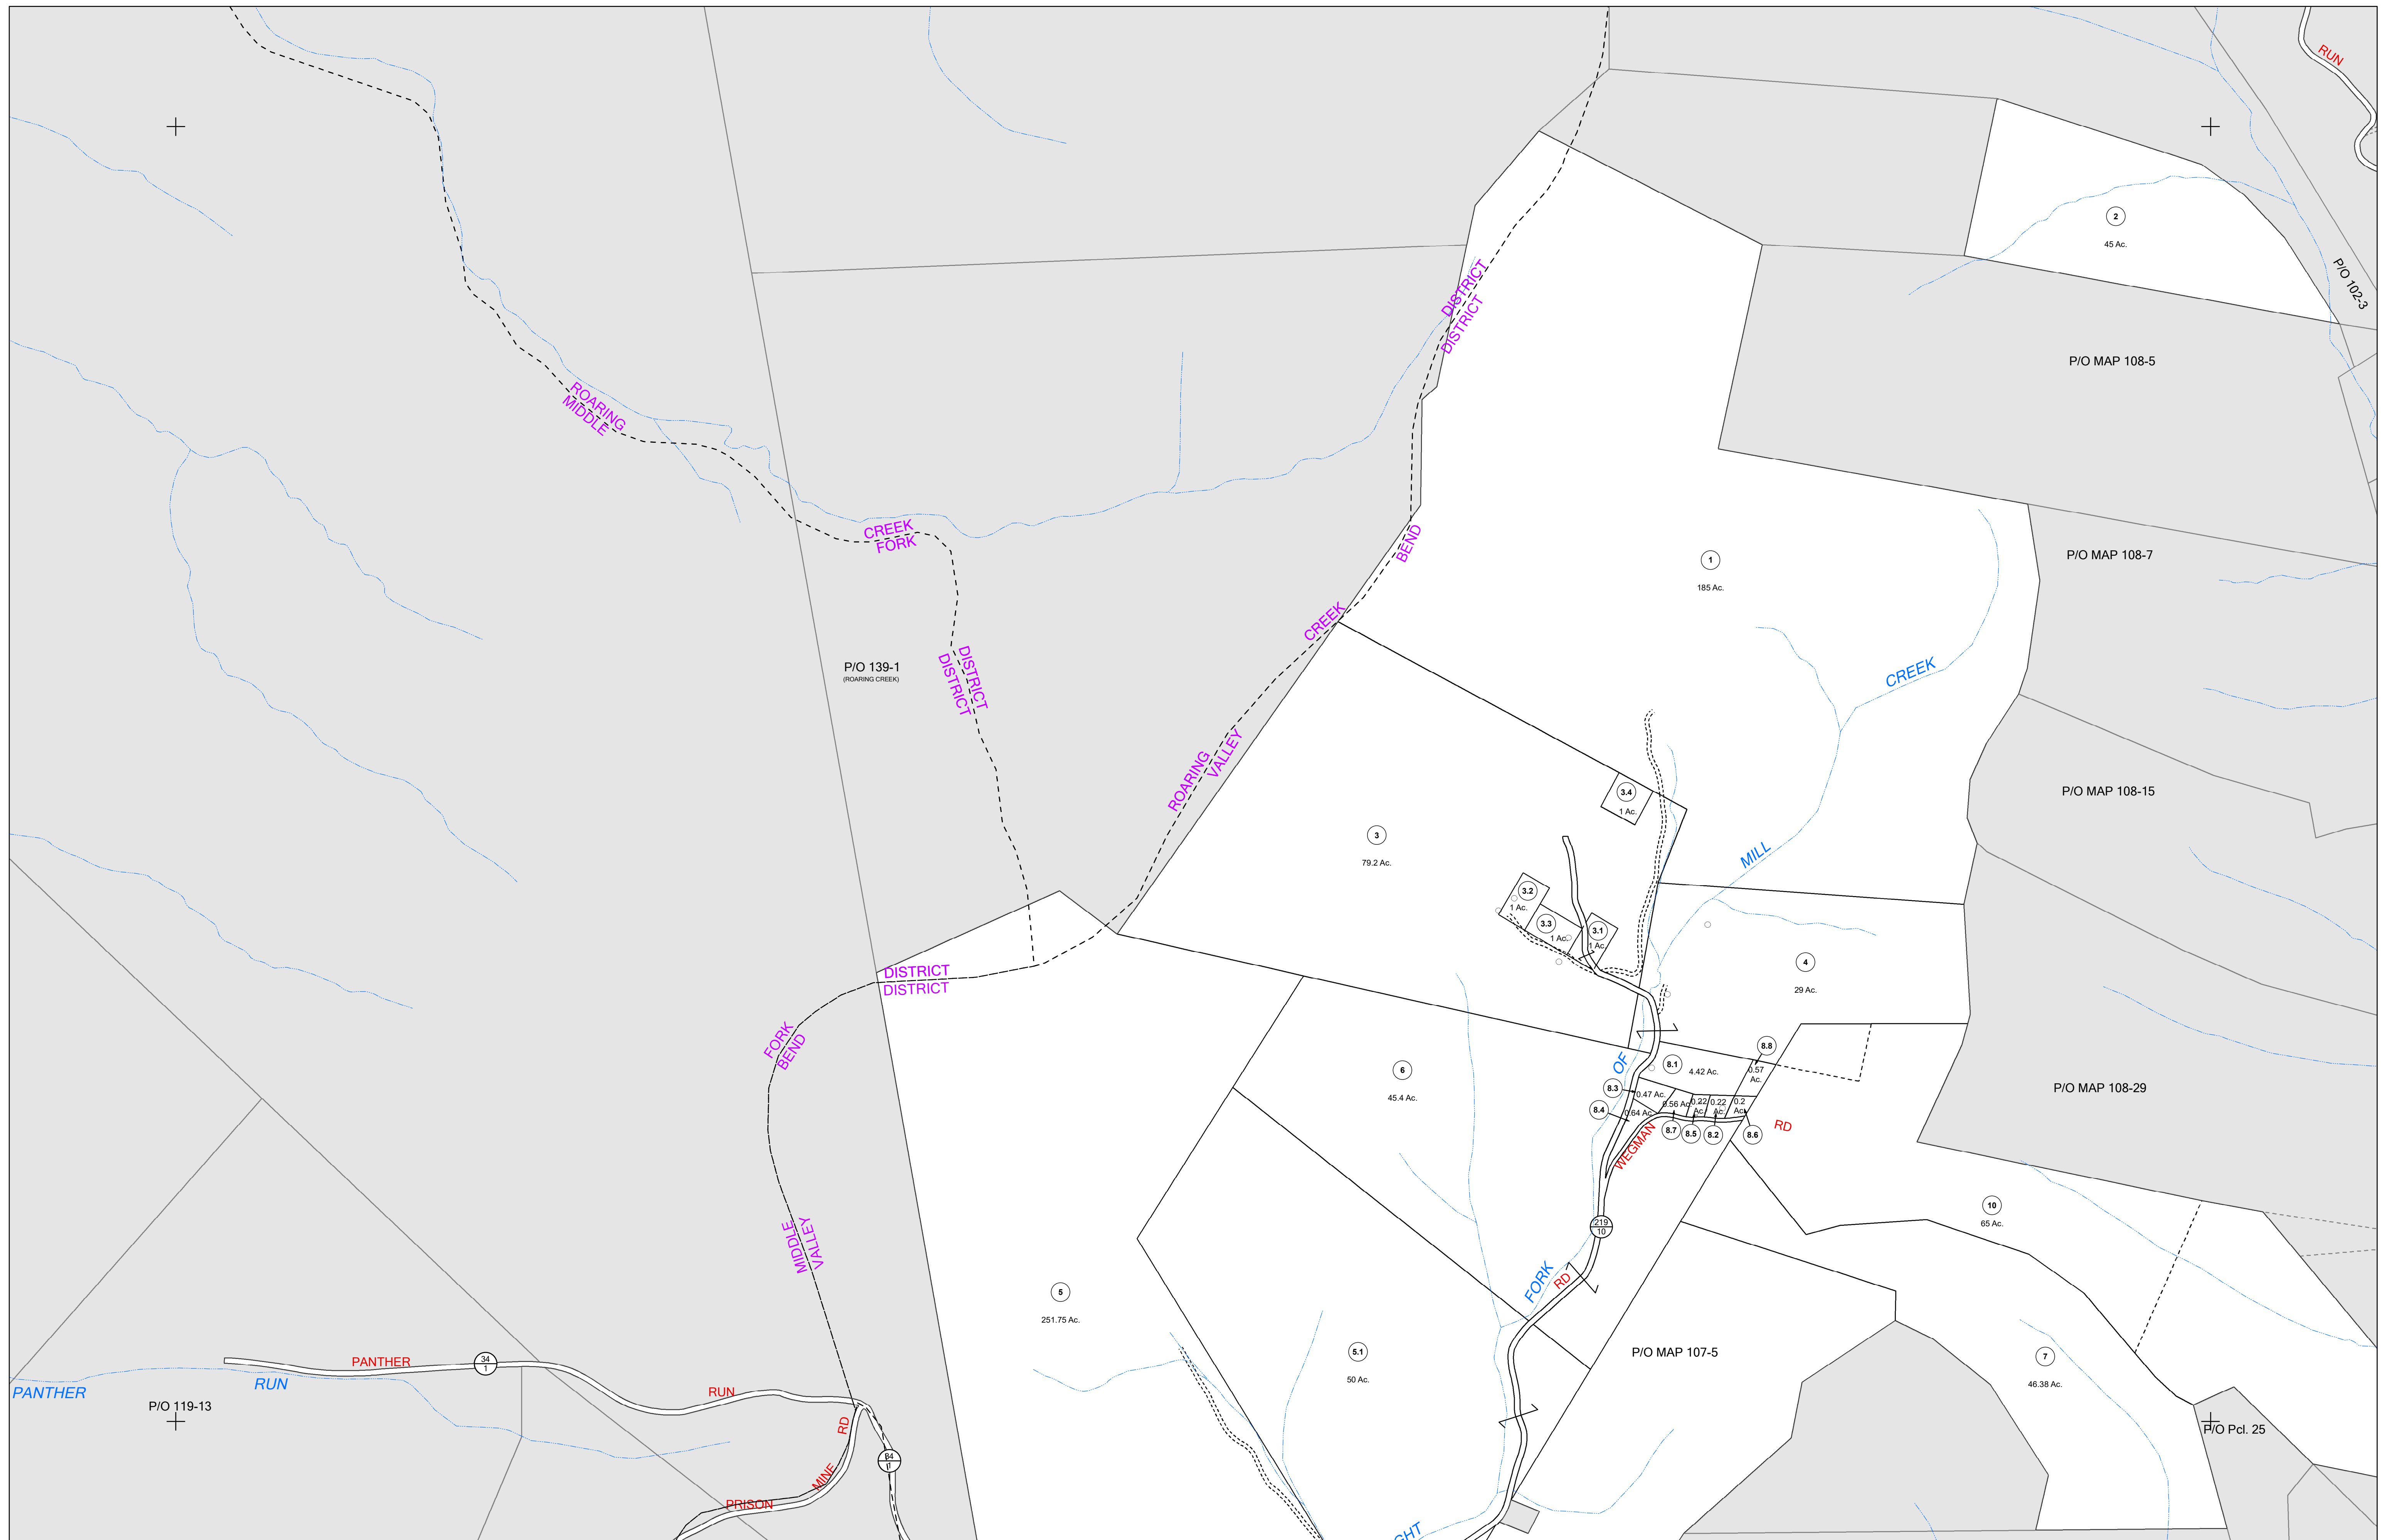 RUN
2
45 Ac.
P/O 102-3
DISTRICT
DISTRICT
P/O MAP 108-5
ROARING
MIDDLE
CREEK
FORK
BEND
P/O MAP 108-7
1
185 Ac.
CREEK
P/O 139-1
(ROARING CREEK)
DISTRICT
DISTRICT
CREEK
ROARING
VALLEY
P/O MAP 108-15
3.4
1 Ac.
3
79.2 Ac.
MILL
3.2
1 Ac.
3.3
1 Ac.
3.1
1 Ac.
4
29 Ac.
DISTRICT
DISTRICT
FORK
BEND
OF
8.8
8.1
4.42 Ac.
0.57
Ac.
6
45.4 Ac.
8.3
0.47 Ac.
8.4
0.64 Ac.
0.56 Ac.
0.22
Ac.
0.22
Ac.
0.2
Ac.
8.7
8.5
8.2
8.6
WEGMAN
RD
P/O MAP 108-29
10
65 Ac.
219
10
MIDDLE
VALLEY
FORK
RD
5
251.75 Ac.
5.1
50 Ac.
P/O MAP 107-5
7
46.38 Ac.
PANTHER
34
1
RUN
PANTHER
RUN
P/O 119-13
RD
34
1
MINE
PRISON
P/O Pcl. 25